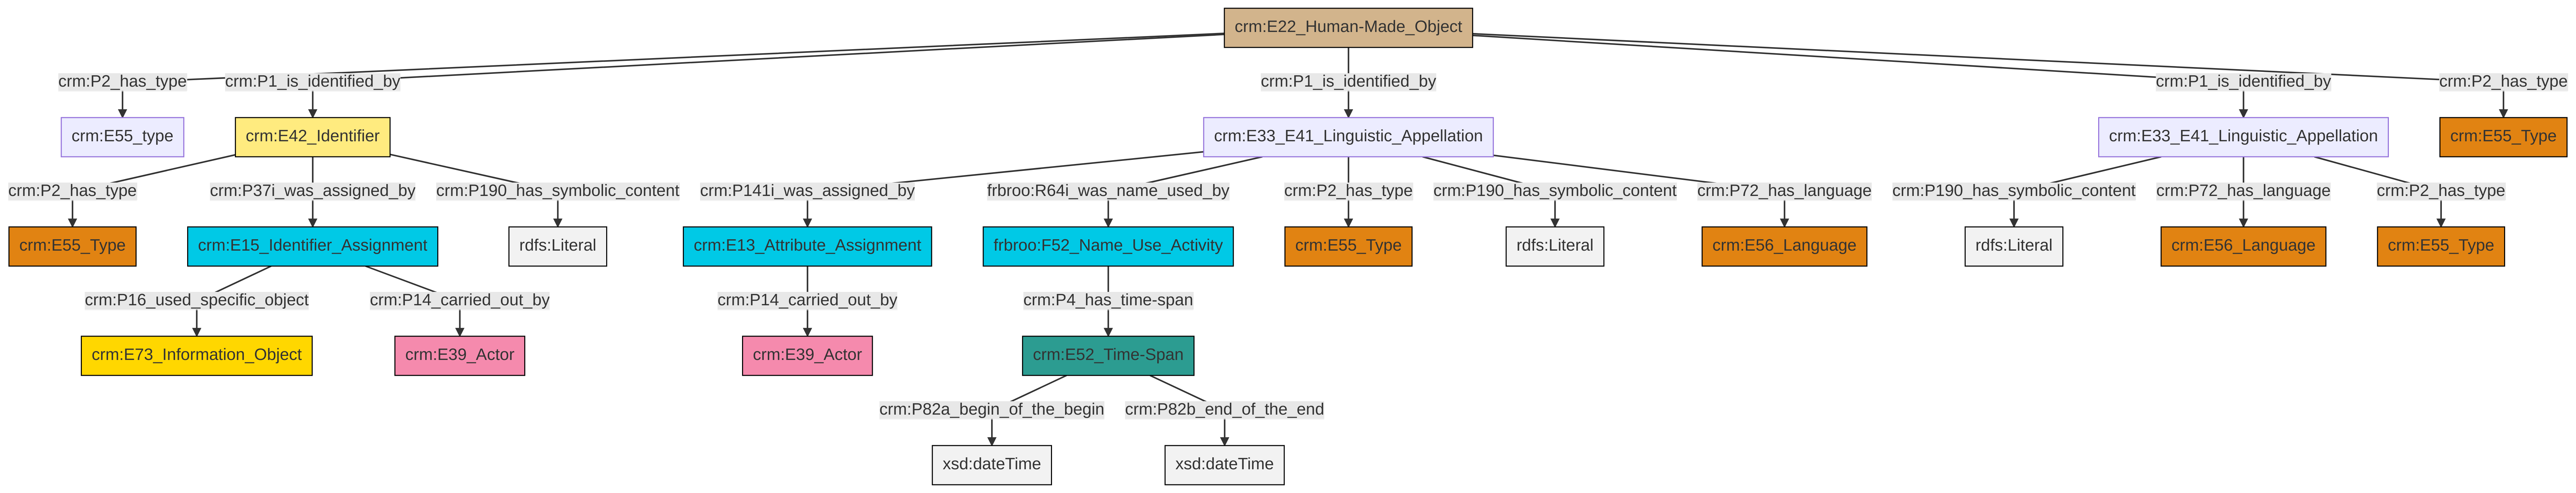 crm:E22_Human-Made_Object
crm:P2_has_type
crm:P1_is_identified_by
crm:P1_is_identified_by
crm:P1_is_identified_by
crm:P2_has_type
crm:E55_type
crm:E42_Identifier
crm:E33_E41_Linguistic_Appellation
crm:E33_E41_Linguistic_Appellation
crm:E55_Type
crm:P2_has_type
crm:P37i_was_assigned_by
crm:P190_has_symbolic_content
crm:P141i_was_assigned_by
frbroo:R64i_was_name_used_by
crm:P2_has_type
crm:P190_has_symbolic_content
crm:P72_has_language
crm:P190_has_symbolic_content
crm:P72_has_language
crm:P2_has_type
crm:E55_Type
crm:E15_Identifier_Assignment
rdfs:Literal
crm:E13_Attribute_Assignment
frbroo:F52_Name_Use_Activity
crm:E55_Type
rdfs:Literal
crm:E56_Language
rdfs:Literal
crm:E56_Language
crm:E55_Type
crm:P16_used_specific_object
crm:P14_carried_out_by
crm:P14_carried_out_by
crm:P4_has_time-span
crm:E73_Information_Object
crm:E39_Actor
crm:E39_Actor
crm:E52_Time-Span
crm:P82a_begin_of_the_begin
crm:P82b_end_of_the_end
xsd:dateTime
xsd:dateTime